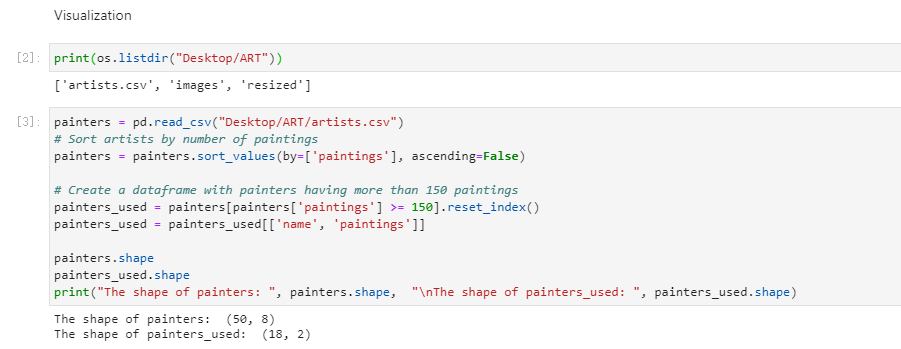 Visualization
[2]: print(os.listdir("Desktop/ART"))
['artists.csv', 'images', 'resized']
[3]: painters = pd.read_csv("Desktop/ART/artists.csv")
# Sort artists by number of paintings
painters = painters.sort_values(by=['paintings'], ascending=False)
# Create a dataframe with painters having more than 150 paintings
painters_used = painters[painters['paintings'] >= 150].reset_index()
painters_used = painters_used[['name', 'paintings']]
painters.shape
painters_used.shape
print("The shape of painters: ", painters.shape,  "\nThe shape of painters_used: ", painters_used.shape)
The shape of painters:  (50, 8)
The shape of painters_used:  (18, 2)